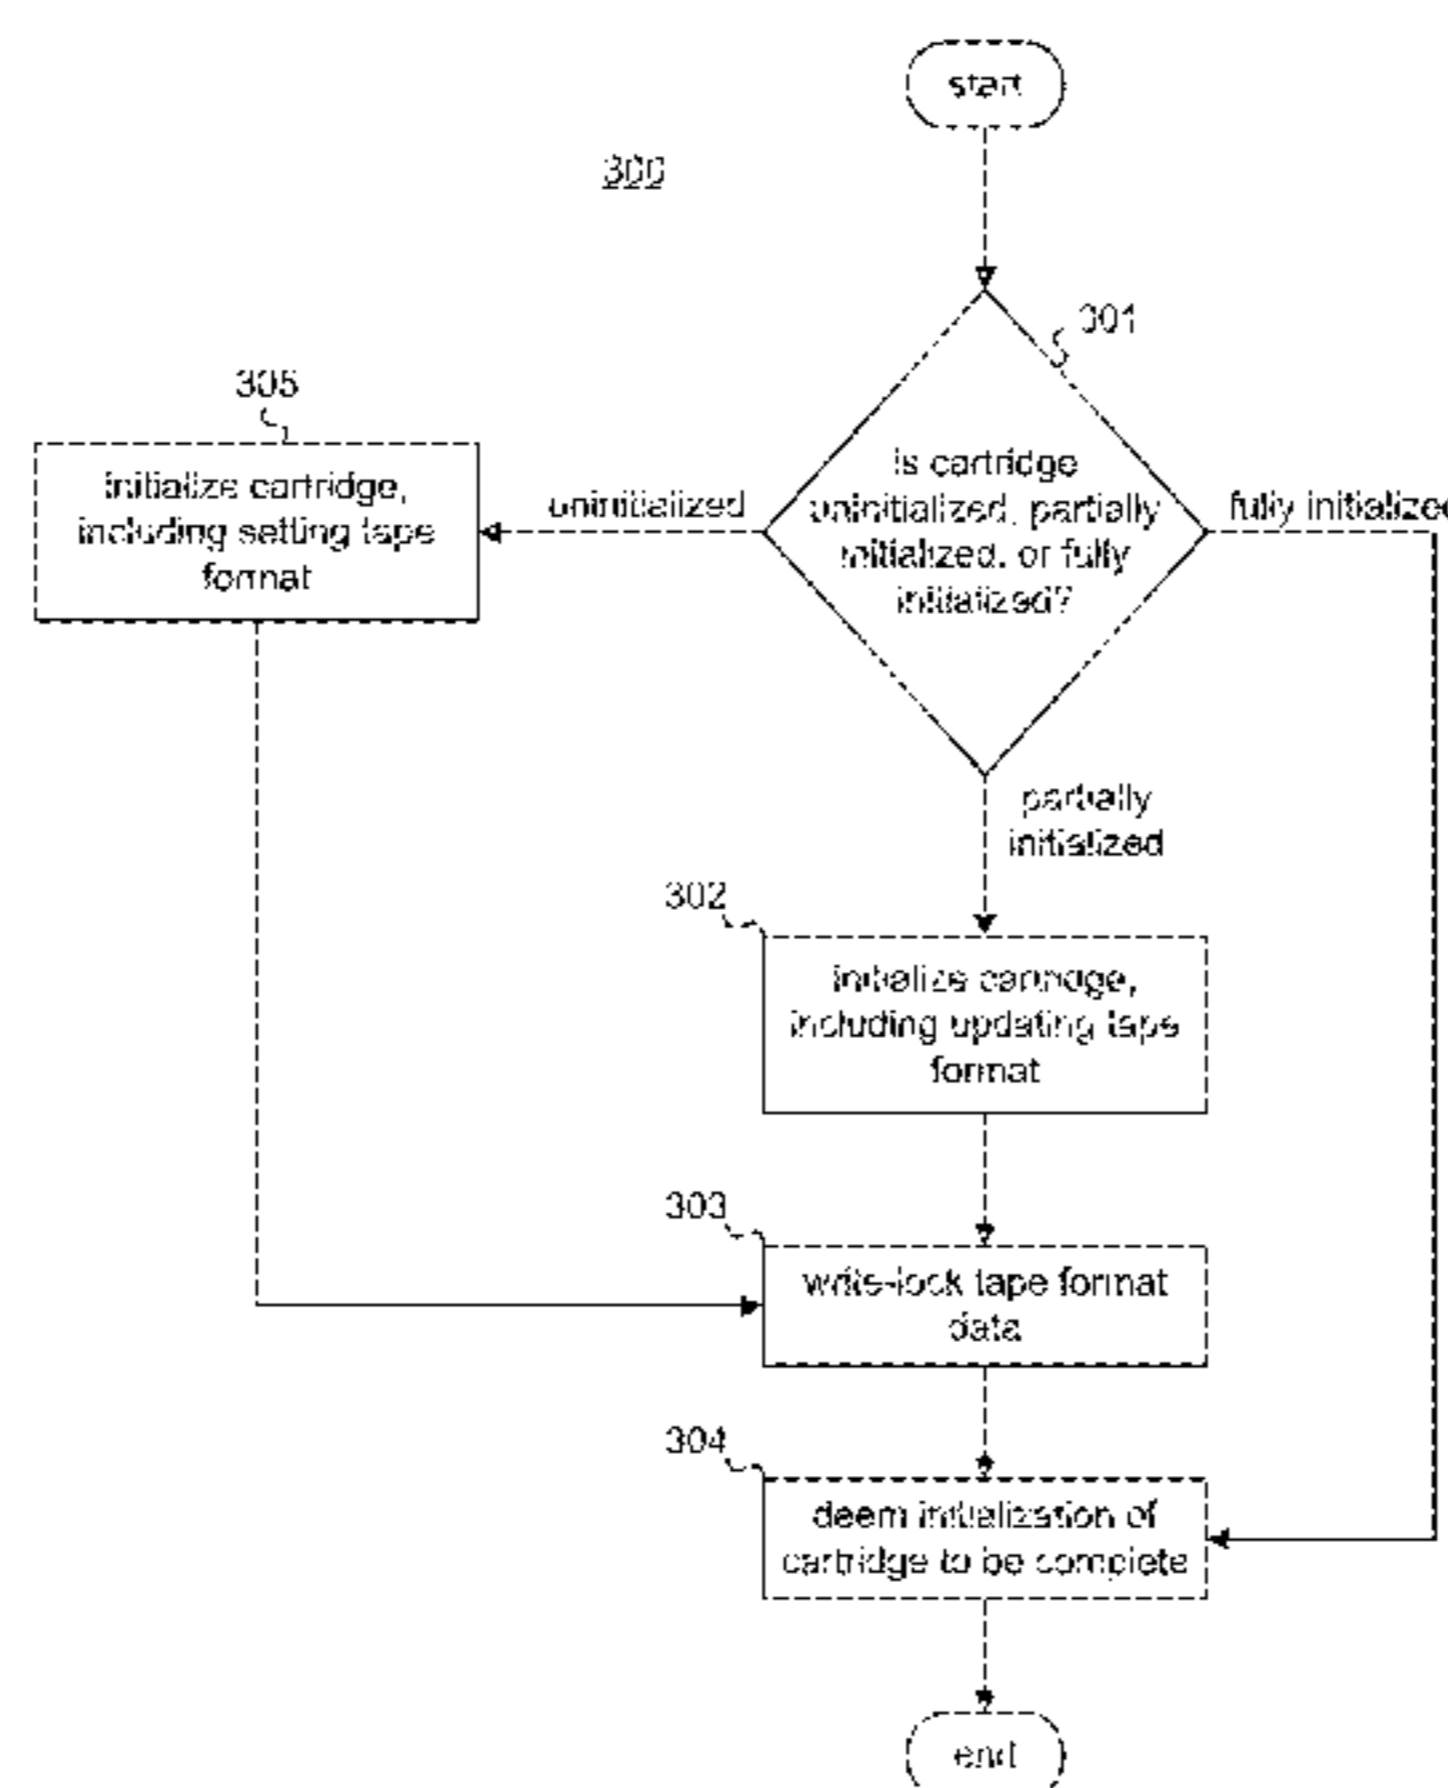 start
300
301
305
is cartridge
uninitialized, partially
initialized, or fully
initialized?
initialize cartridge,
including setting tape
format
uninitialized
fully initialized
partially
initialized
302
initialize cartridge,
including updating tape
format
303
write-lock tape format
data
304
deem initialization of
cartridge to be complete
end